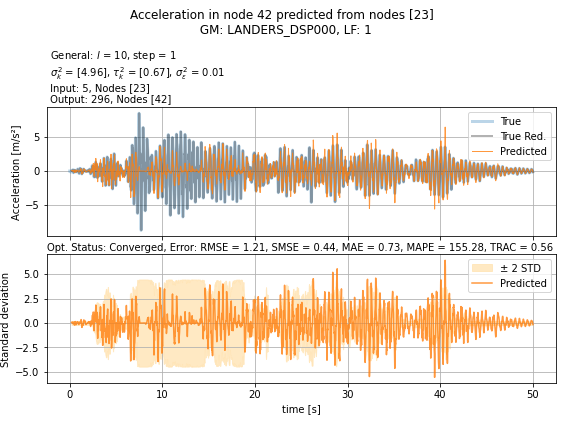 Acceleration in node 42 predicted from nodes [23]
GM: LANDERS_DSP000, LF: 1
General: l = 10, step = 1
σ²ₖ = [4.96], τ²ₖ = [0.67], σ²ε = 0.01
Input: 5, Nodes [23]
Output: 296, Nodes [42]
Acceleration [m/s²]
5
0
−5
True
True Red.
Predicted
Opt. Status: Converged, Error: RMSE = 1.21, SMSE = 0.44, MAE = 0.73, MAPE = 155.28, TRAC = 0.56
Standard deviation
5.0
2.5
0.0
−2.5
−5.0
± 2 STD
Predicted
0 10 20 30 40 50
time [s]